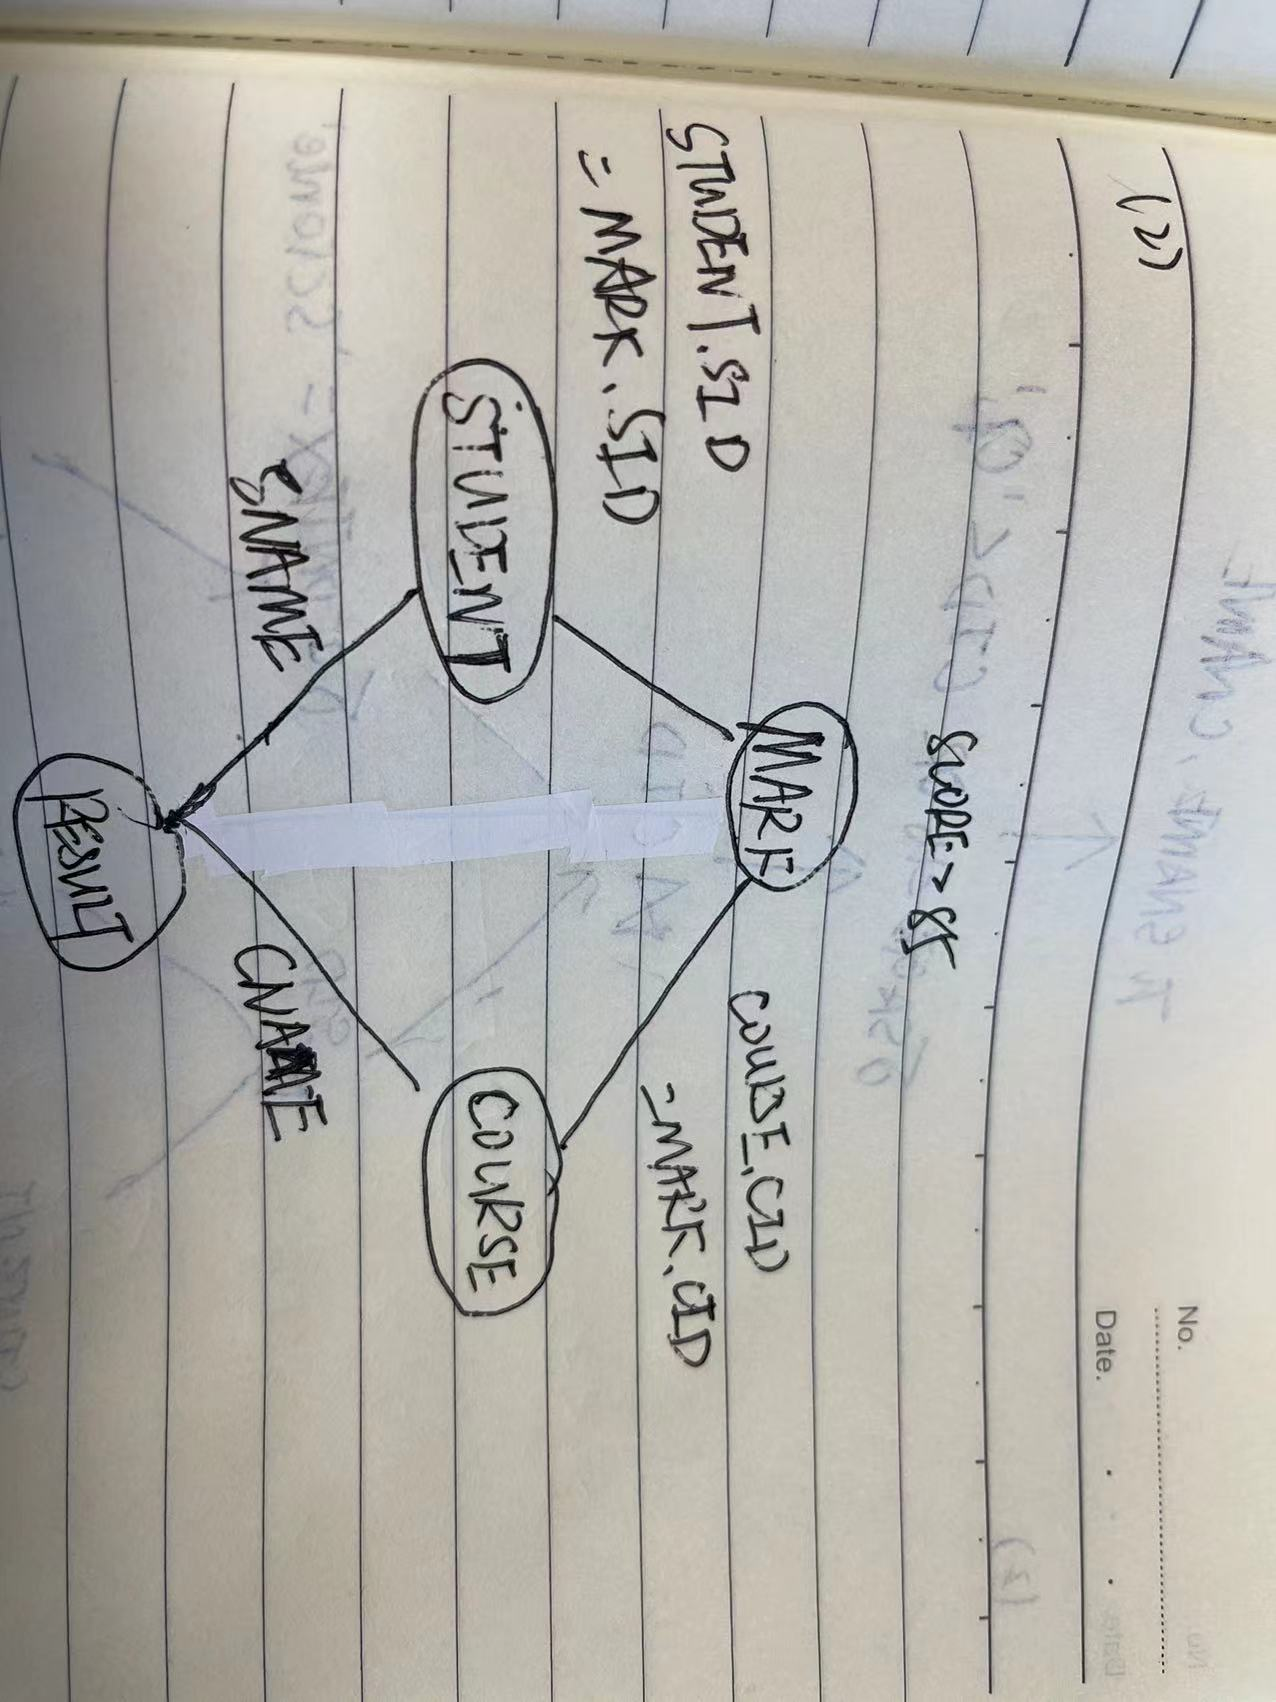 No.
Date.
(2)
SCORE>85
STUDENT.SID
=MARK.SID
MARK
COURSE.CID
=MARK.CID
STUDENT
COURSE
SNAME
CNAME
RESULT